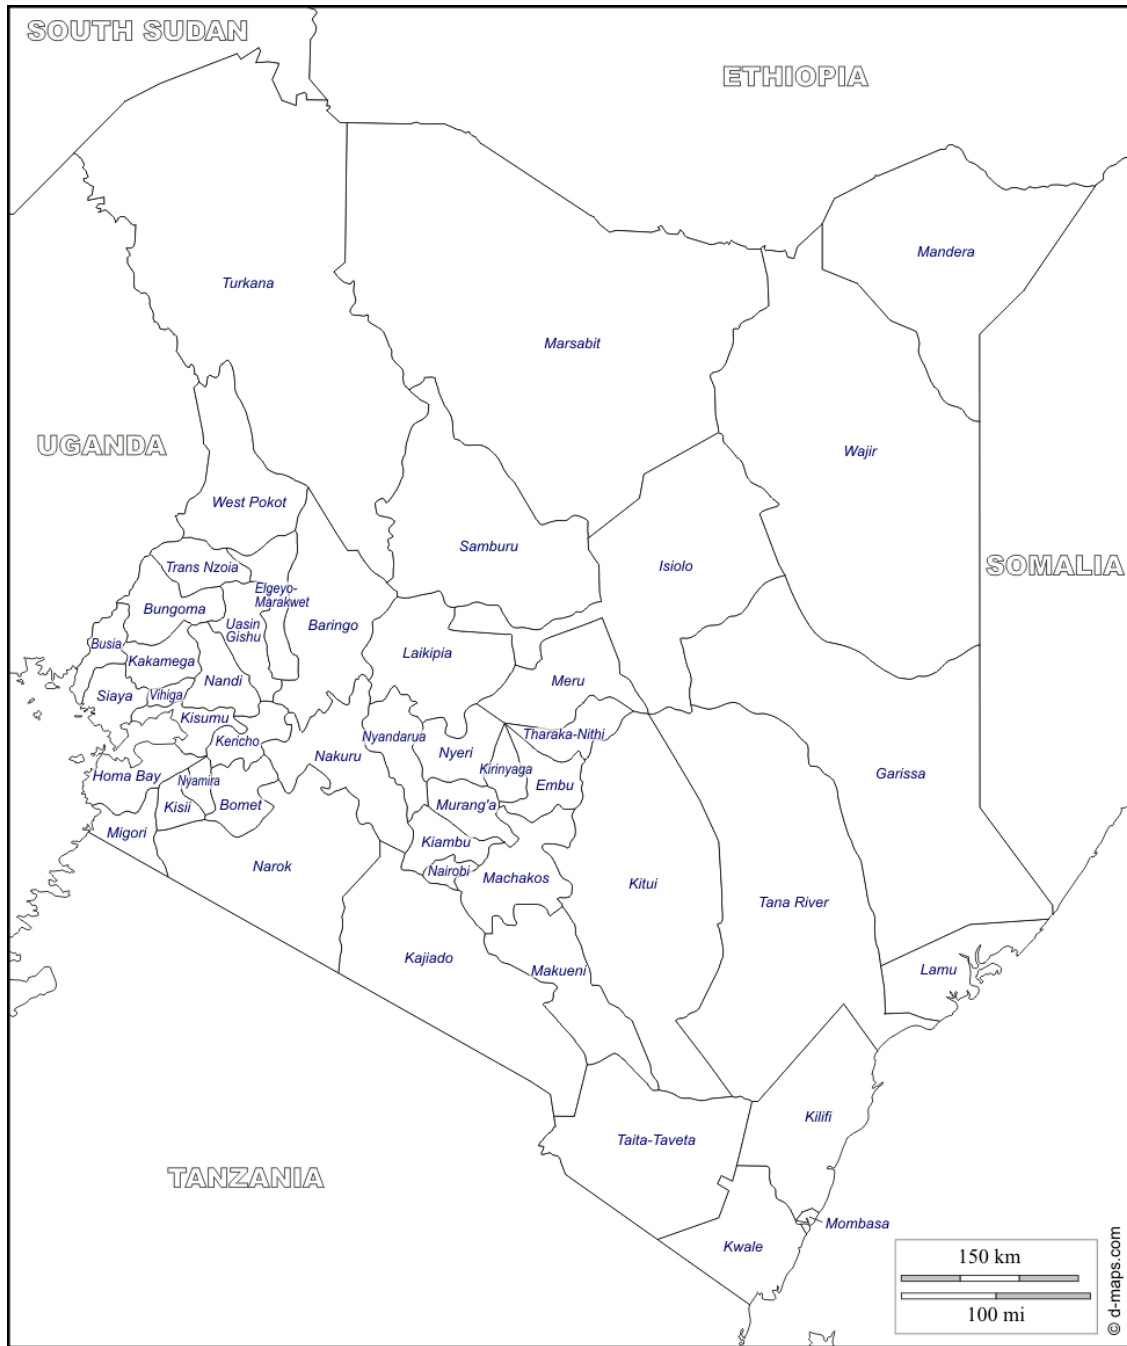 SOUTH SUDAN
ETHIOPIA
Mandera
Turkana
Marsabit
UGANDA
Wajir
West Pokot
Samburu
Trans Nzoia
Isiolo
SOMALIA
Elgeyo-
Marakwet
Bungoma
Uasin
Gishu
Baringo
Busia
Laikipia
Kakamega
Nandi
Meru
Siaya
Vihiga
Kisumu
Kericho
Nyandarua
Tharaka-Nithi
Nakuru
Nyeri
Kirinyaga
Garissa
Homa Bay
Nyamira
Embu
Kisii
Bomet
Murang'a
Migori
Kiambu
Narok
Nairobi
Machakos
Kitui
Tana River
Kajiado
Makueni
Lamu
Kilifi
Taita-Taveta
TANZANIA
Mombasa
Kwale
150 km
100 mi
© d-maps.com